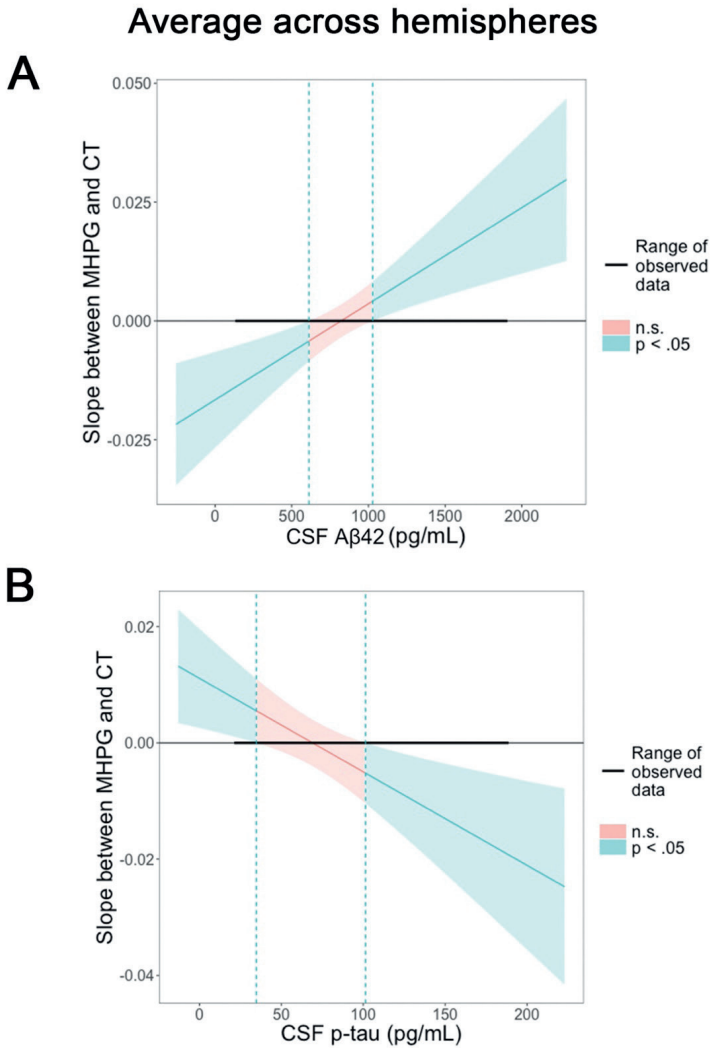 Average across hemispheres
A
0.050
0.025
0.000
-0.025
Slope between MHPG and CT
0
500
1000
1500
2000
CSF Aβ42 (pg/mL)
Range of
observed
data
n.s.
p < .05
B
0.02
0.00
-0.02
-0.04
Slope between MHPG and CT
0
50
100
150
200
CSF p-tau (pg/mL)
Range of
observed
data
n.s.
p < .05